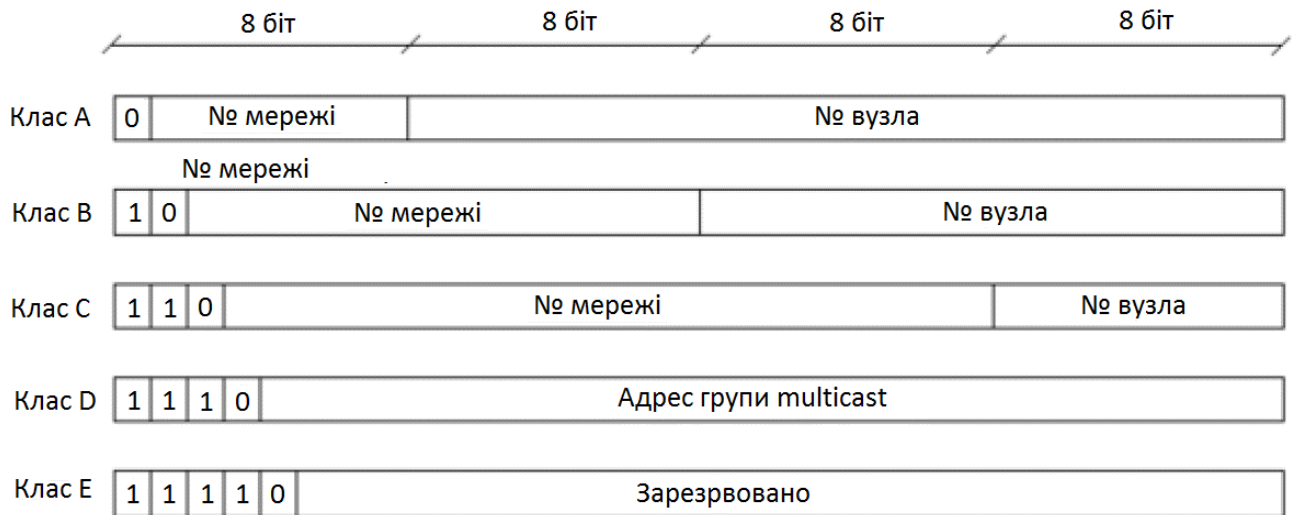 8 біт 8 біт 8 біт 8 біт
Клас A 0 № мережі № вузла
№ мережі
Клас B 1 0 № мережі № вузла
Клас C 1 1 0 № мережі № вузла
Клас D 1 1 1 0 Адрес групи multicast
Клас E 1 1 1 1 0 Зарезрвовано